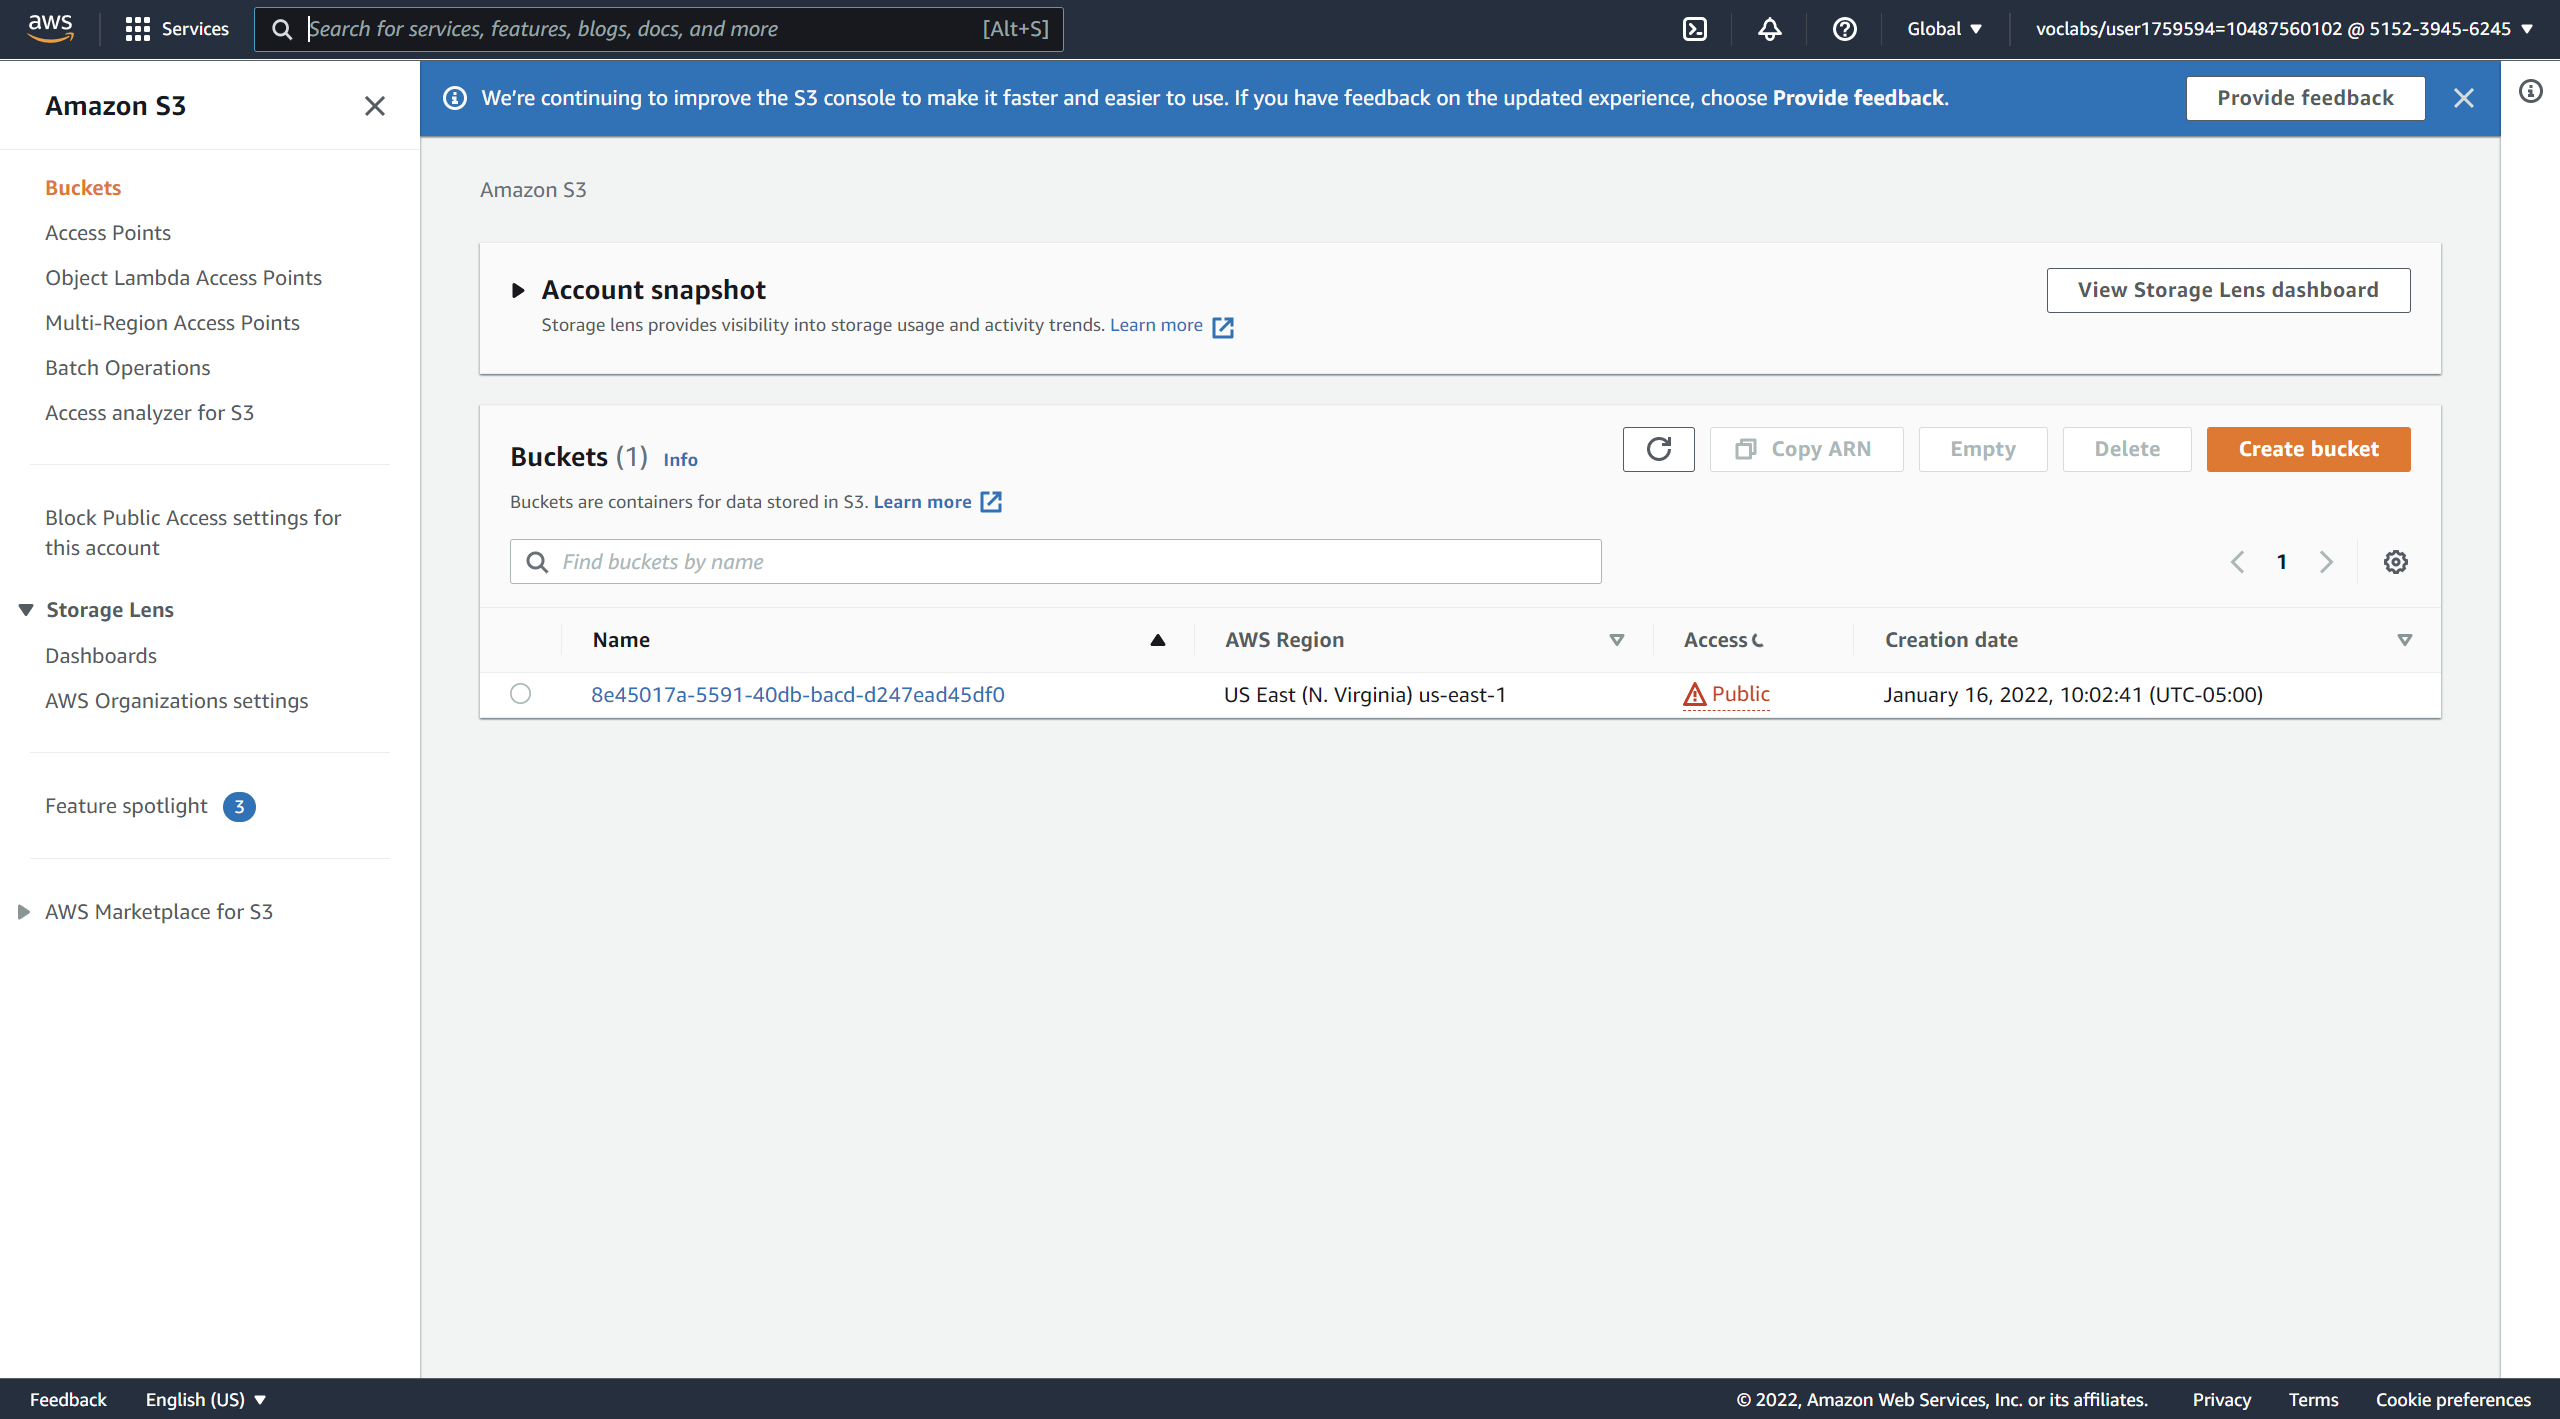 aws
Services
Search for services, features, blogs, docs, and more
[Alt+S]
Global
voclabs/user1759594=10487560102 @ 5152-3945-6245
Amazon S3
Buckets
Access Points
Object Lambda Access Points
Multi-Region Access Points
Batch Operations
Access analyzer for S3
Block Public Access settings for
this account
Storage Lens
Dashboards
AWS Organizations settings
Feature spotlight 3
AWS Marketplace for S3
We're continuing to improve the S3 console to make it faster and easier to use. If you have feedback on the updated experience, choose Provide feedback.
Provide feedback
Amazon S3
Account snapshot
Storage lens provides visibility into storage usage and activity trends. Learn more
View Storage Lens dashboard
Buckets (1) Info
Copy ARN
Empty
Delete
Create bucket
Buckets are containers for data stored in S3. Learn more
Find buckets by name
1
Name
AWS Region
Access
Creation date
8e45017a-5591-40db-bacd-d247ead45df0
US East (N. Virginia) us-east-1
Public
January 16, 2022, 10:02:41 (UTC-05:00)
Feedback
English (US)
© 2022, Amazon Web Services, Inc. or its affiliates.
Privacy
Terms
Cookie preferences